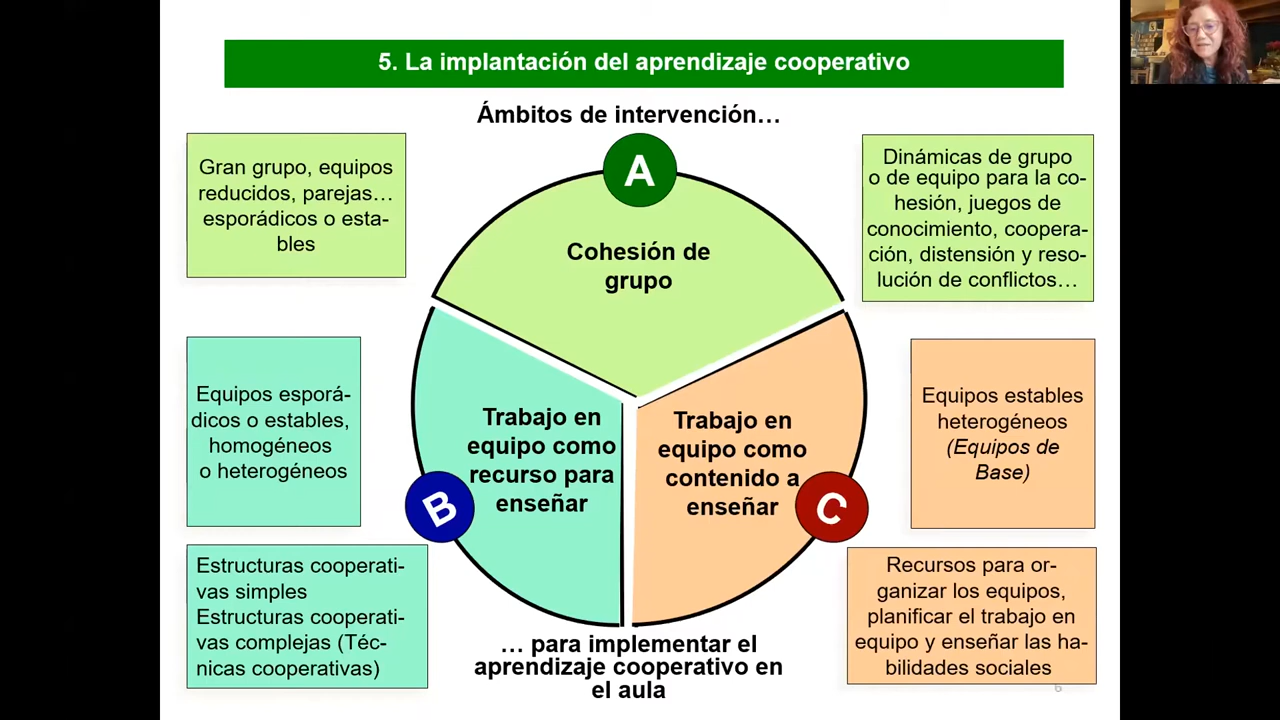 5. La implantación del aprendizaje cooperativo
Ámbitos de intervención…
A
Gran grupo, equipos
reducidos, parejas…
esporádicos o esta-
bles
Dinámicas de grupo
o de equipo para la co-
hesión, juegos de
conocimiento, coopera-
ción, distensión y reso-
lución de conflictos…
Cohesión de
grupo
Equipos esporá-
dicos o estables,
homogéneos
o heterogéneos
Trabajo en
equipo como
recurso para
enseñar
B
Trabajo en
equipo como
contenido a
enseñar
C
Equipos estables
heterogéneos
(Equipos de
Base)
Estructuras cooperati-
vas simples
Estructuras cooperati-
vas complejas (Téc-
nicas cooperativas)
Recursos para or-
ganizar los equipos,
planificar el trabajo en
equipo y enseñar las ha-
bilidades sociales
… para implementar el
aprendizaje cooperativo en
el aula
6